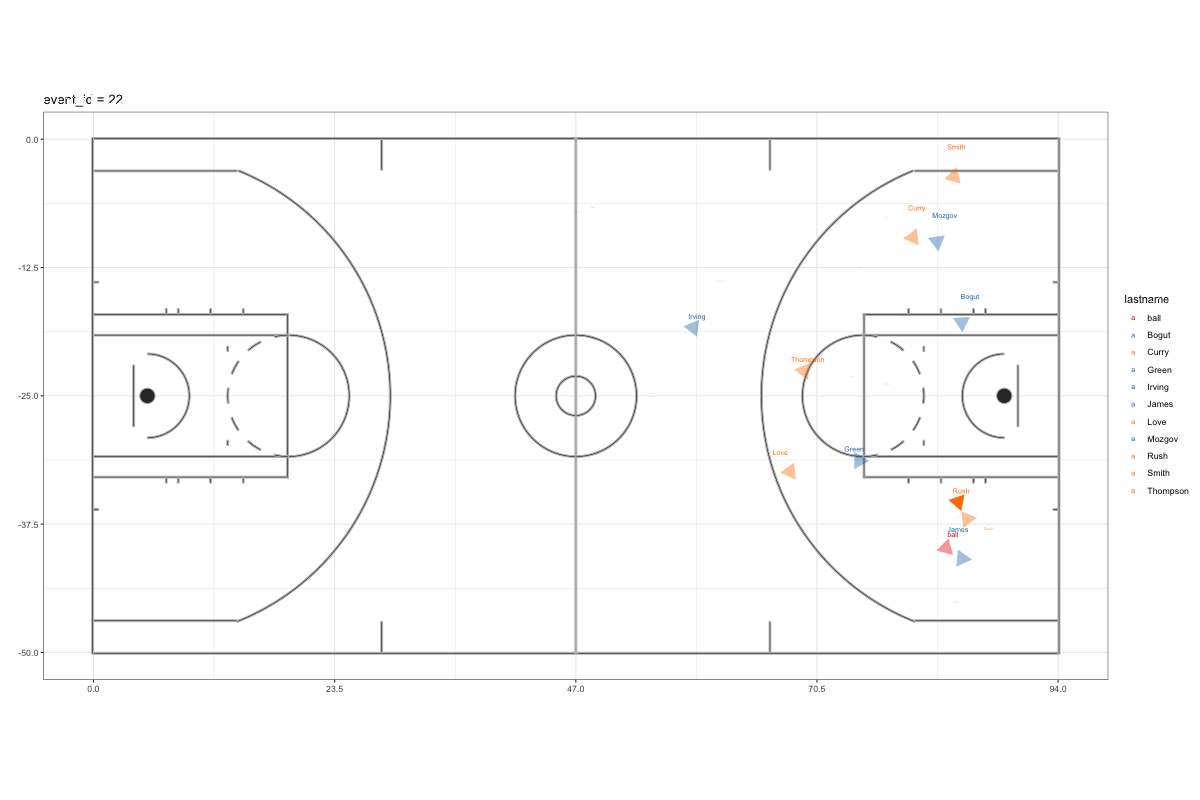 event_id = 22
0.0
-12.5
-25.0
-37.5
-50.0
0.0
23.5
47.0
70.5
94.0
Smith
Curry
Mozgov
Bogut
Irving
Thompson
Green
Love
Rush
James
ball
lastname
a ball
a Bogut
a Curry
a Green
a Irving
a James
a Love
a Mozgov
a Rush
a Smith
a Thompson